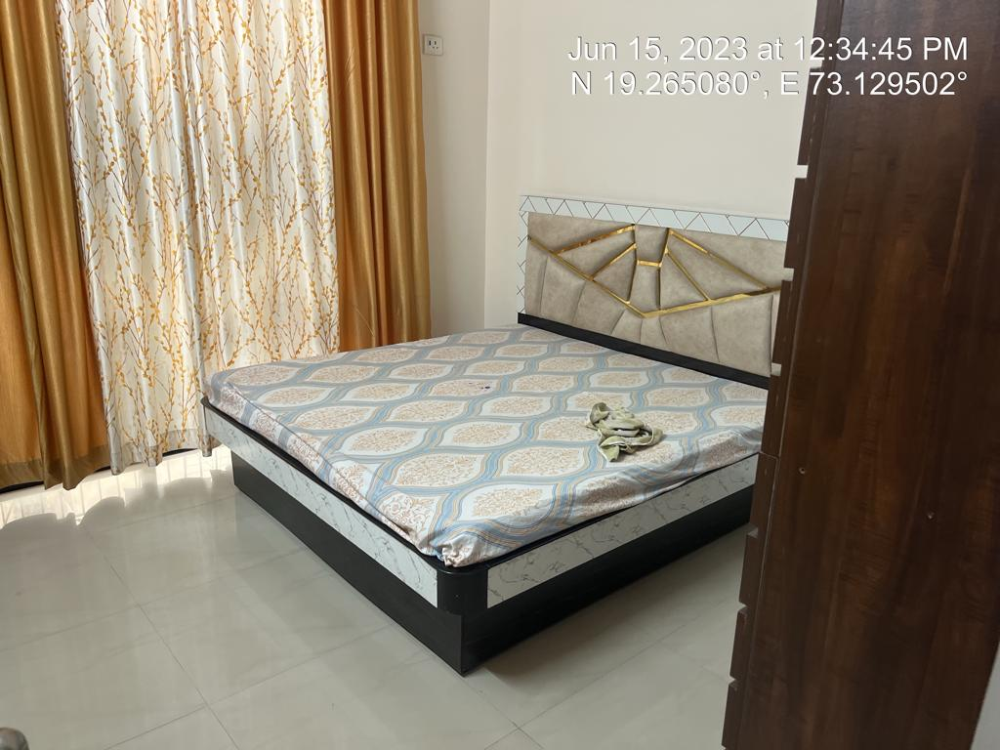 Jun 15, 2023 at 12:34:45 PM
N 19.265080°, E 73.129502°